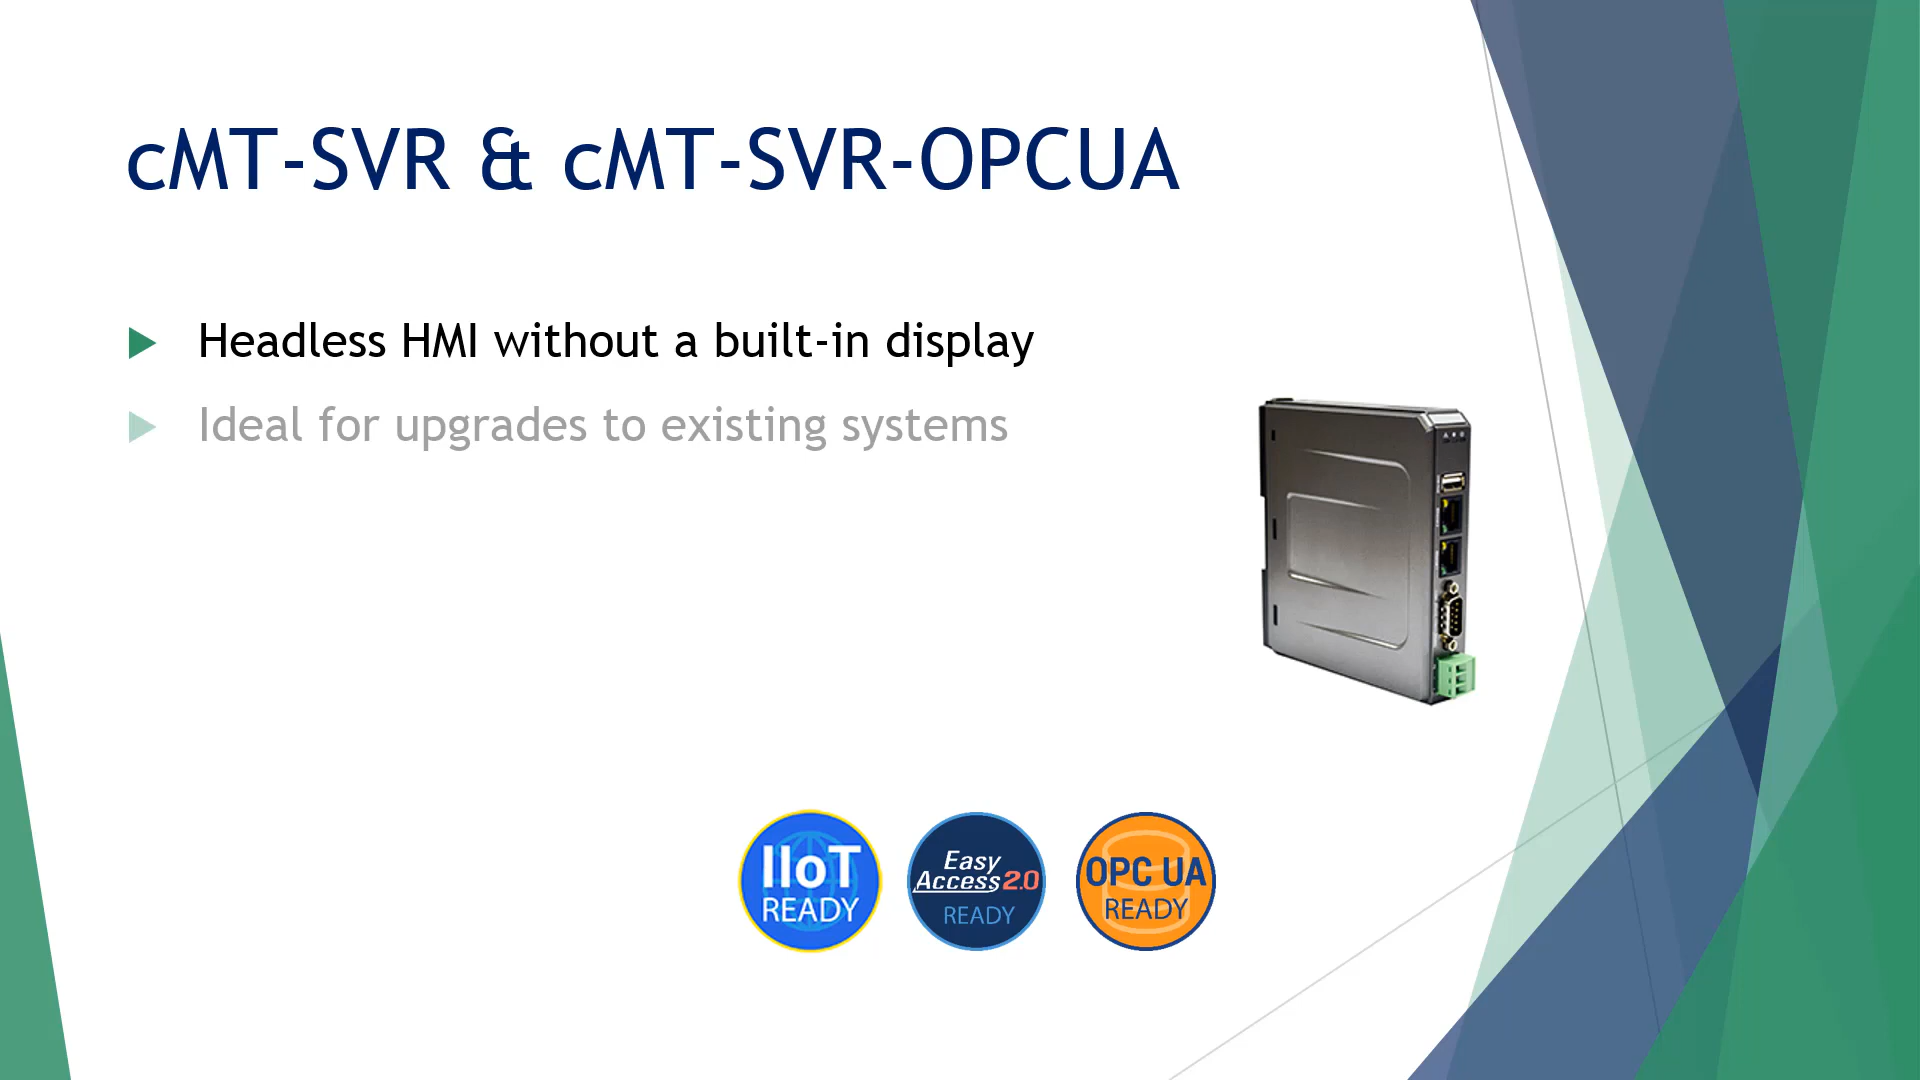 cMT-SVR & cMT-SVR-OPCUA
Headless HMI without a built-in display
Ideal for upgrades to existing systems
IIoT
READY
Easy
Access 2.0
READY
OPC UA
READY